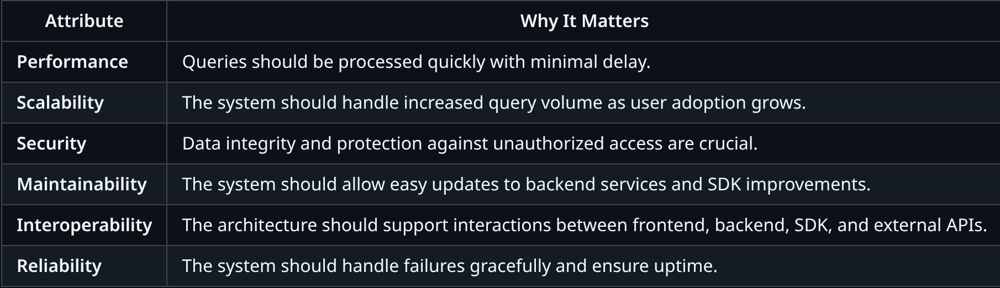 Attribute Why It Matters
Performance Queries should be processed quickly with minimal delay.
Scalability The system should handle increased query volume as user adoption grows.
Security Data integrity and protection against unauthorized access are crucial.
Maintainability The system should allow easy updates to backend services and SDK improvements.
Interoperability The architecture should support interactions between frontend, backend, SDK, and external APIs.
Reliability The system should handle failures gracefully and ensure uptime.